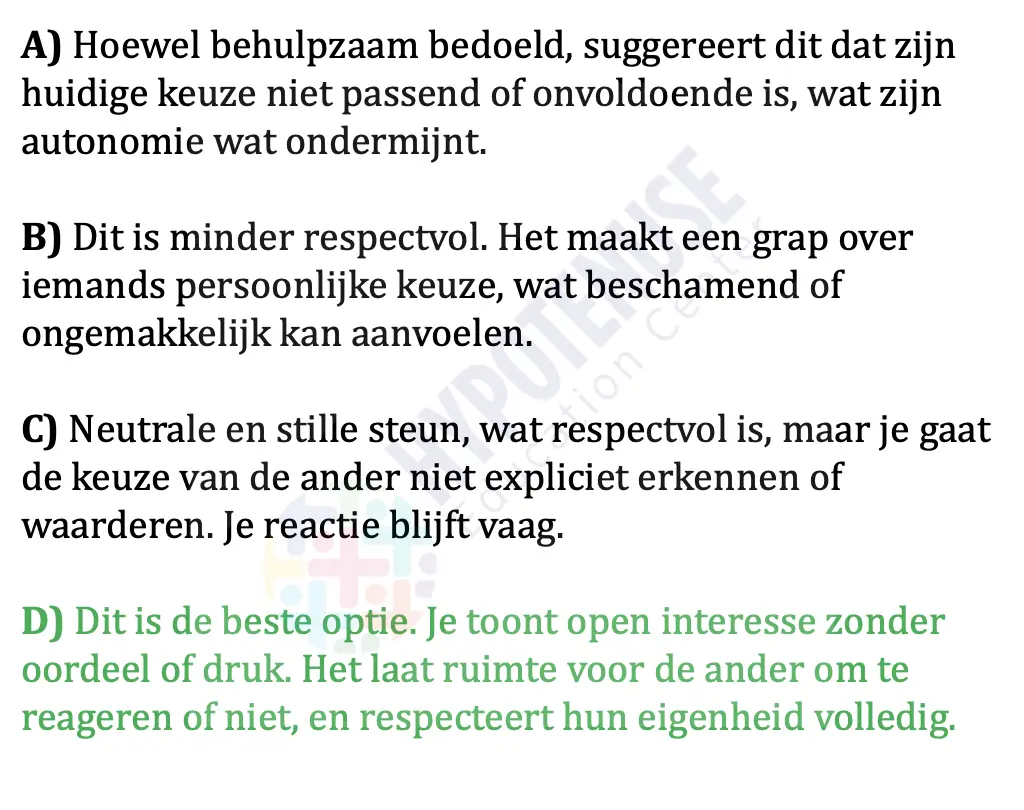 A) Hoewel behulpzaam bedoeld, suggereert dit dat zijn
huidige keuze niet passend of onvoldoende is, wat zijn
autonomie wat ondermijnt.
B) Dit is minder respectvol. Het maakt een grap over
iemands persoonlijke keuze, wat beschamend of
ongemakkelijk kan aanvoelen.
C) Neutrale en stille steun, wat respectvol is, maar je gaat
de keuze van de ander niet expliciet erkennen of
waarderen. Je reactie blijft vaag.
D) Dit is de beste optie. Je toont open interesse zonder
oordeel of druk. Het laat ruimte voor de ander om te
reageren of niet, en respecteert hun eigenheid volledig.
HYPOTENUSE
Education Center